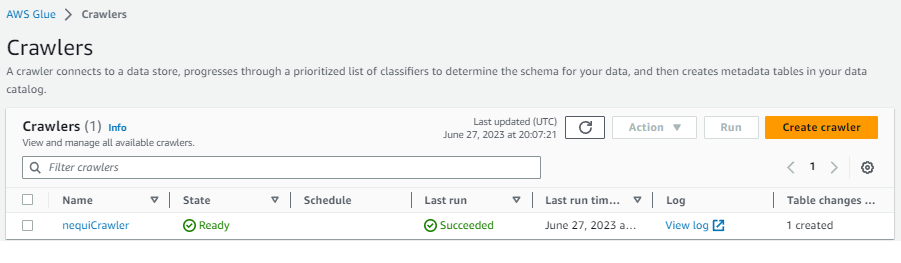 AWS Glue > Crawlers
Crawlers
A crawler connects to a data store, progresses through a prioritized list of classifiers to determine the schema for your data, and then creates metadata tables in your data
catalog.
Crawlers (1) Info
View and manage all available crawlers.
Last updated (UTC)
June 27, 2023 at 20:07:21
Action
Run
Create crawler
Filter crawlers
1
Name State Schedule Last run Last run tim... Log Table changes ...
nequiCrawler Ready Succeeded June 27, 2023 a... View log 1 created